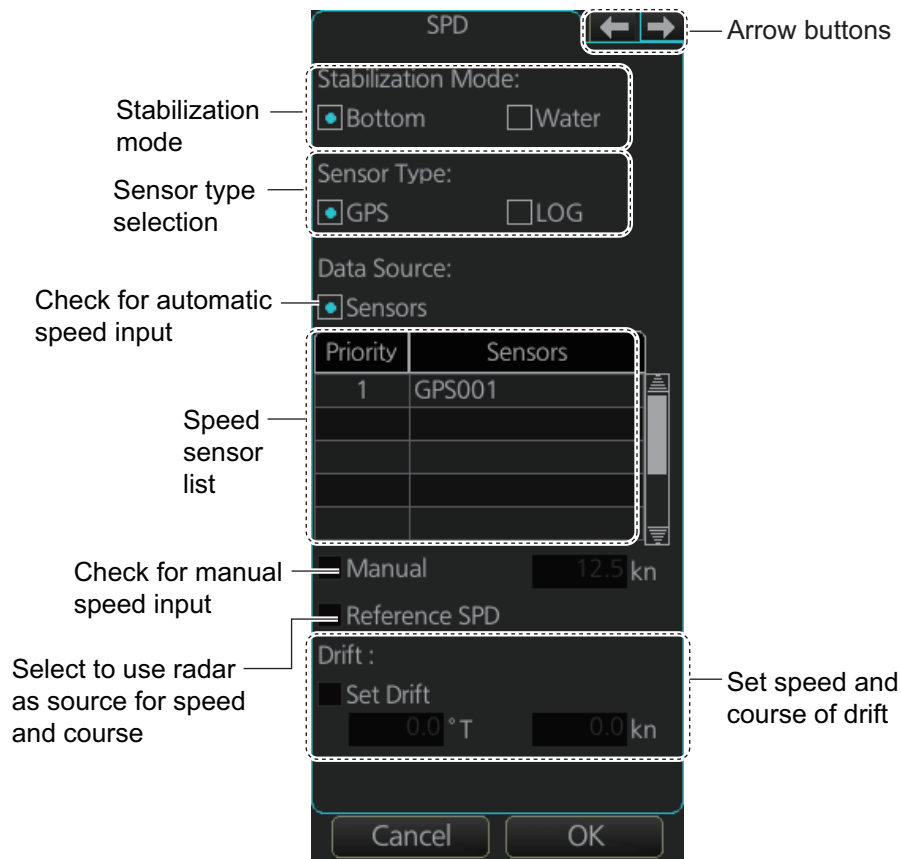 SPD
Arrow buttons
Stabilization Mode:
Bottom Water
Stabilization
mode
Sensor Type:
GPS LOG
Sensor type
selection
Data Source:
Sensors
Check for automatic
speed input
Priority Sensors
1 GPS001
Speed
sensor
list
Manual 12.5 kn
Check for manual
speed input
Reference SPD
Select to use radar
as source for speed
and course
Drift :
Set Drift
0.0 °T 0.0 kn
Set speed and
course of drift
Cancel OK